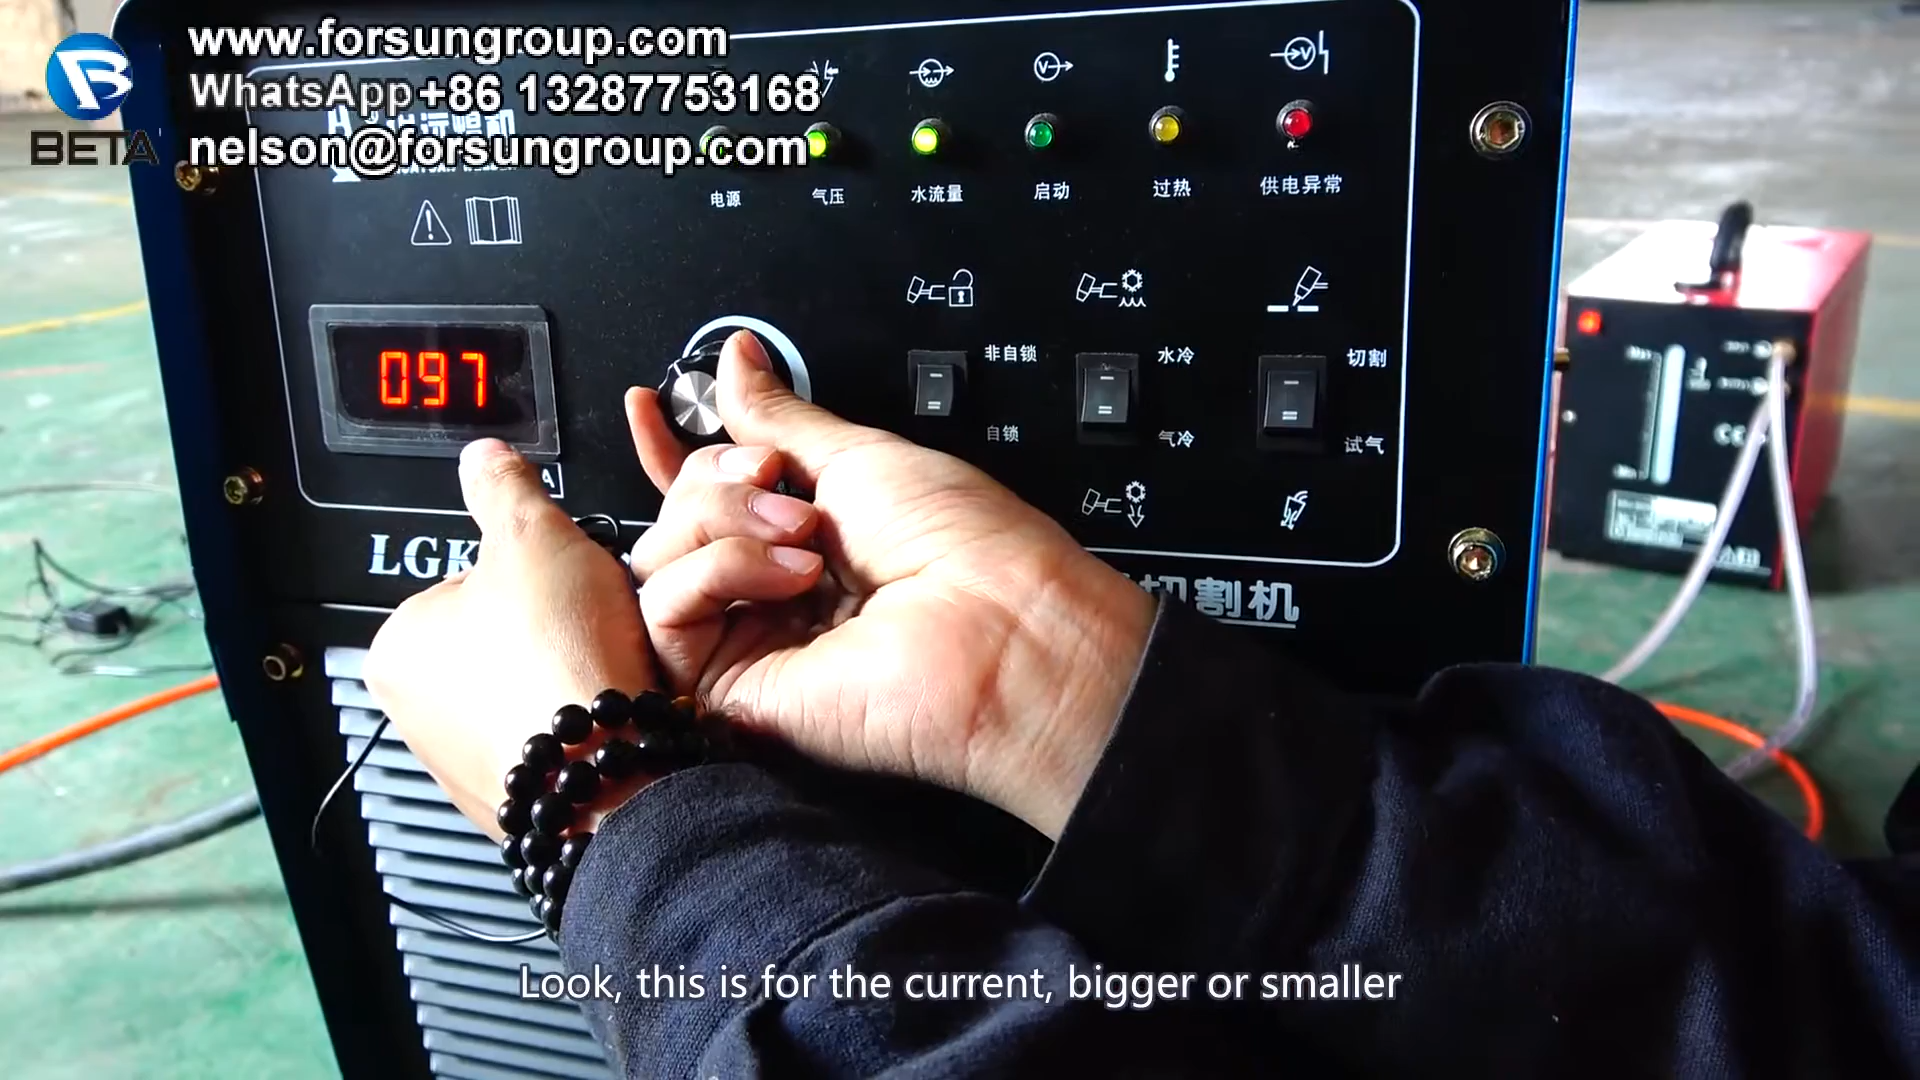 www.forsungroup.com
WhatsApp+86 13287753168
nelson@forsungroup.com
BETA
电源
气压
水流量
启动
过热
供电异常
097
A
非自锁
自锁
水冷
气冷
切割
试气
LGK
切割机
Look, this is for the current, bigger or smaller